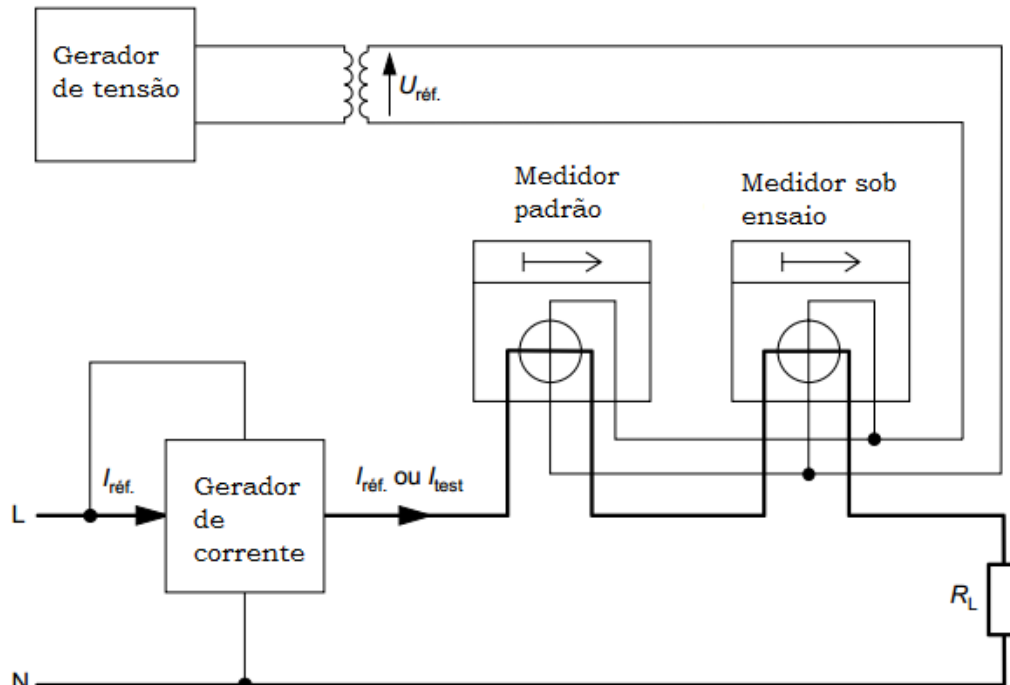 Gerador
de tensão
Uréf.
Medidor
padrão
Medidor sob
ensaio
Iréf.
Iréf. ou Itest
L
Gerador
de
corrente
RL
N